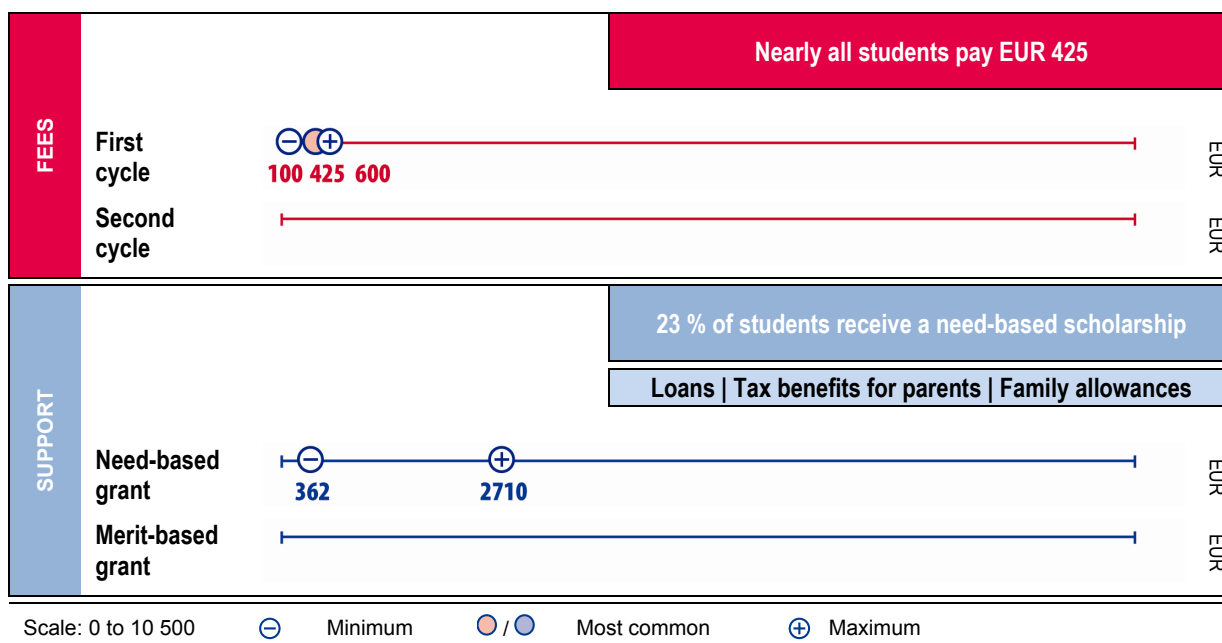 Nearly all students pay EUR 425
FEES
First
cycle
100 425 600
EUR
Second
cycle
EUR
23 % of students receive a need-based scholarship
Loans | Tax benefits for parents | Family allowances
SUPPORT
Need-based
grant
362 2710
EUR
Merit-based
grant
EUR
Scale: 0 to 10 500 Minimum / Most common Maximum